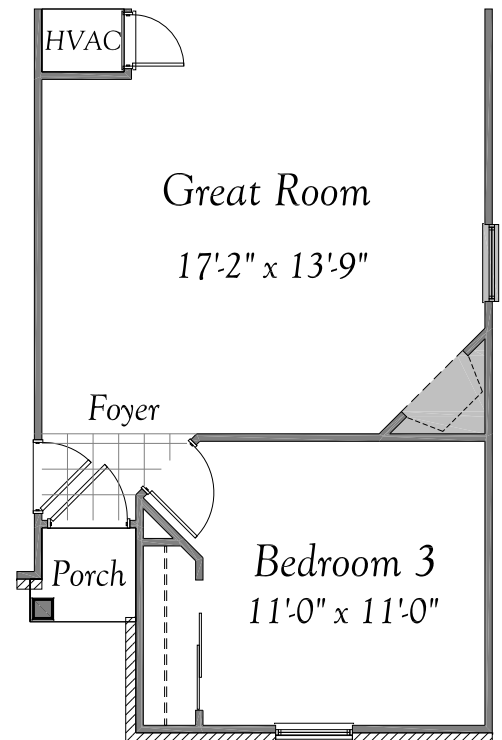 HVAC
Great Room
17'-2" x 13'-9"
Foyer
Porch
Bedroom 3
11'-0" x 11'-0"